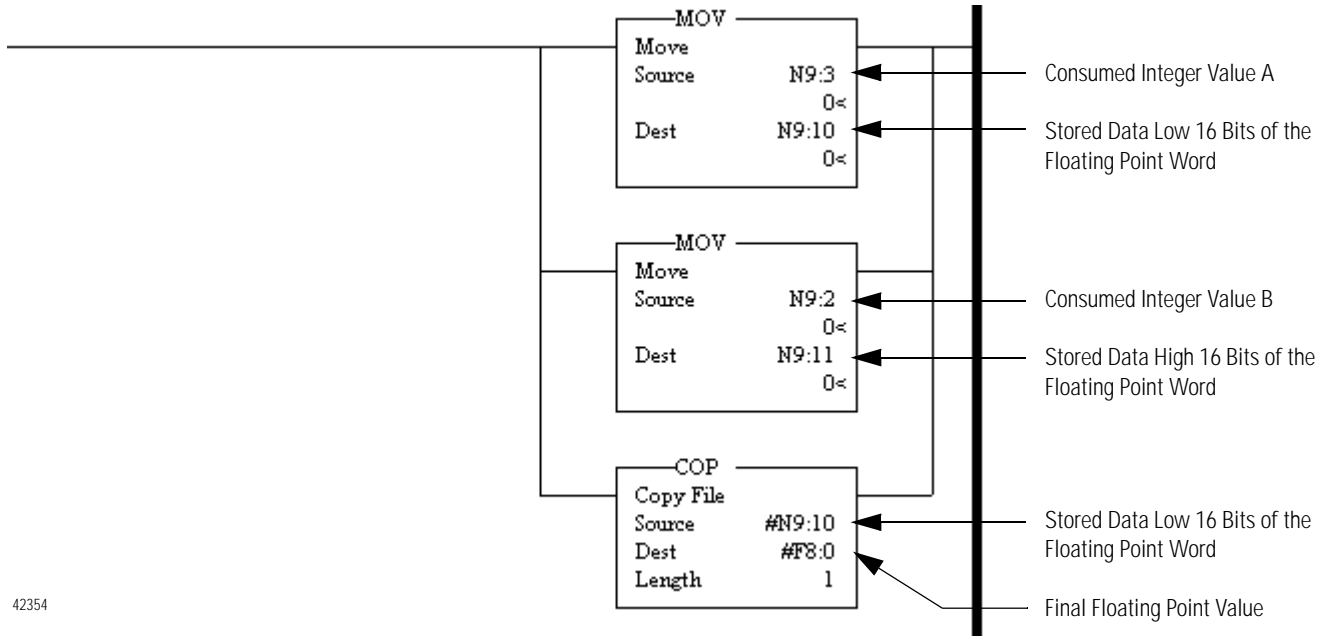 MOV
Move
Source N9:3
0<
Dest N9:10
0<
Consumed Integer Value A
Stored Data Low 16 Bits of the
Floating Point Word
MOV
Move
Source N9:2
0<
Dest N9:11
0<
Consumed Integer Value B
Stored Data High 16 Bits of the
Floating Point Word
COP
Copy File
Source #N9:10
Dest #F8:0
Length 1
Stored Data Low 16 Bits of the
Floating Point Word
Final Floating Point Value
42354